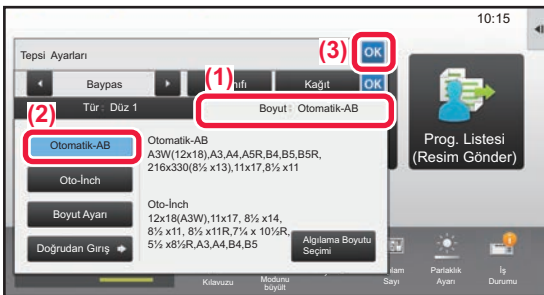 10:15
(3)
Tepsi Ayarları
OK
(1)
Baypas
ıfı
Kağıt
OK
(2)
Tür : Düz 1
Boyut : Otomatik-AB
Otomatik-AB
Oto-İnch
Boyut Ayarı
Doğrudan Giriş
Otomatik-AB
A3W(12x18),A3,A4,A5R,B4,B5,B5R,
216x330(8½ x13),11x17,8½ x11
Oto-İnch
12x18(A3W),11x17, 8½ x14,
8½ x11, 8½ x11R,7¼ x 10½R,
5½ x8½R,A3,A4,B4,B5
Algılama Boyutu
Seçimi
Prog. Listesi
(Resim Gönder)
Kılavuzu
Modunu
büyült
lam
Sayı
Parlaklık
Ayarı
İş
Durumu